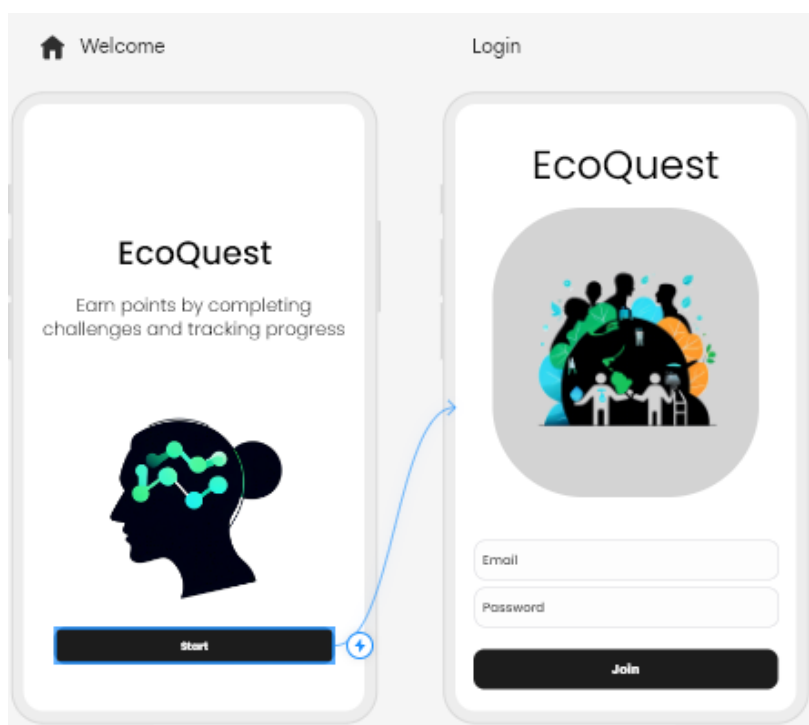 Welcome
EcoQuest
Earn points by completing
challenges and tracking progress
Start
Login
EcoQuest
Email
Password
Join